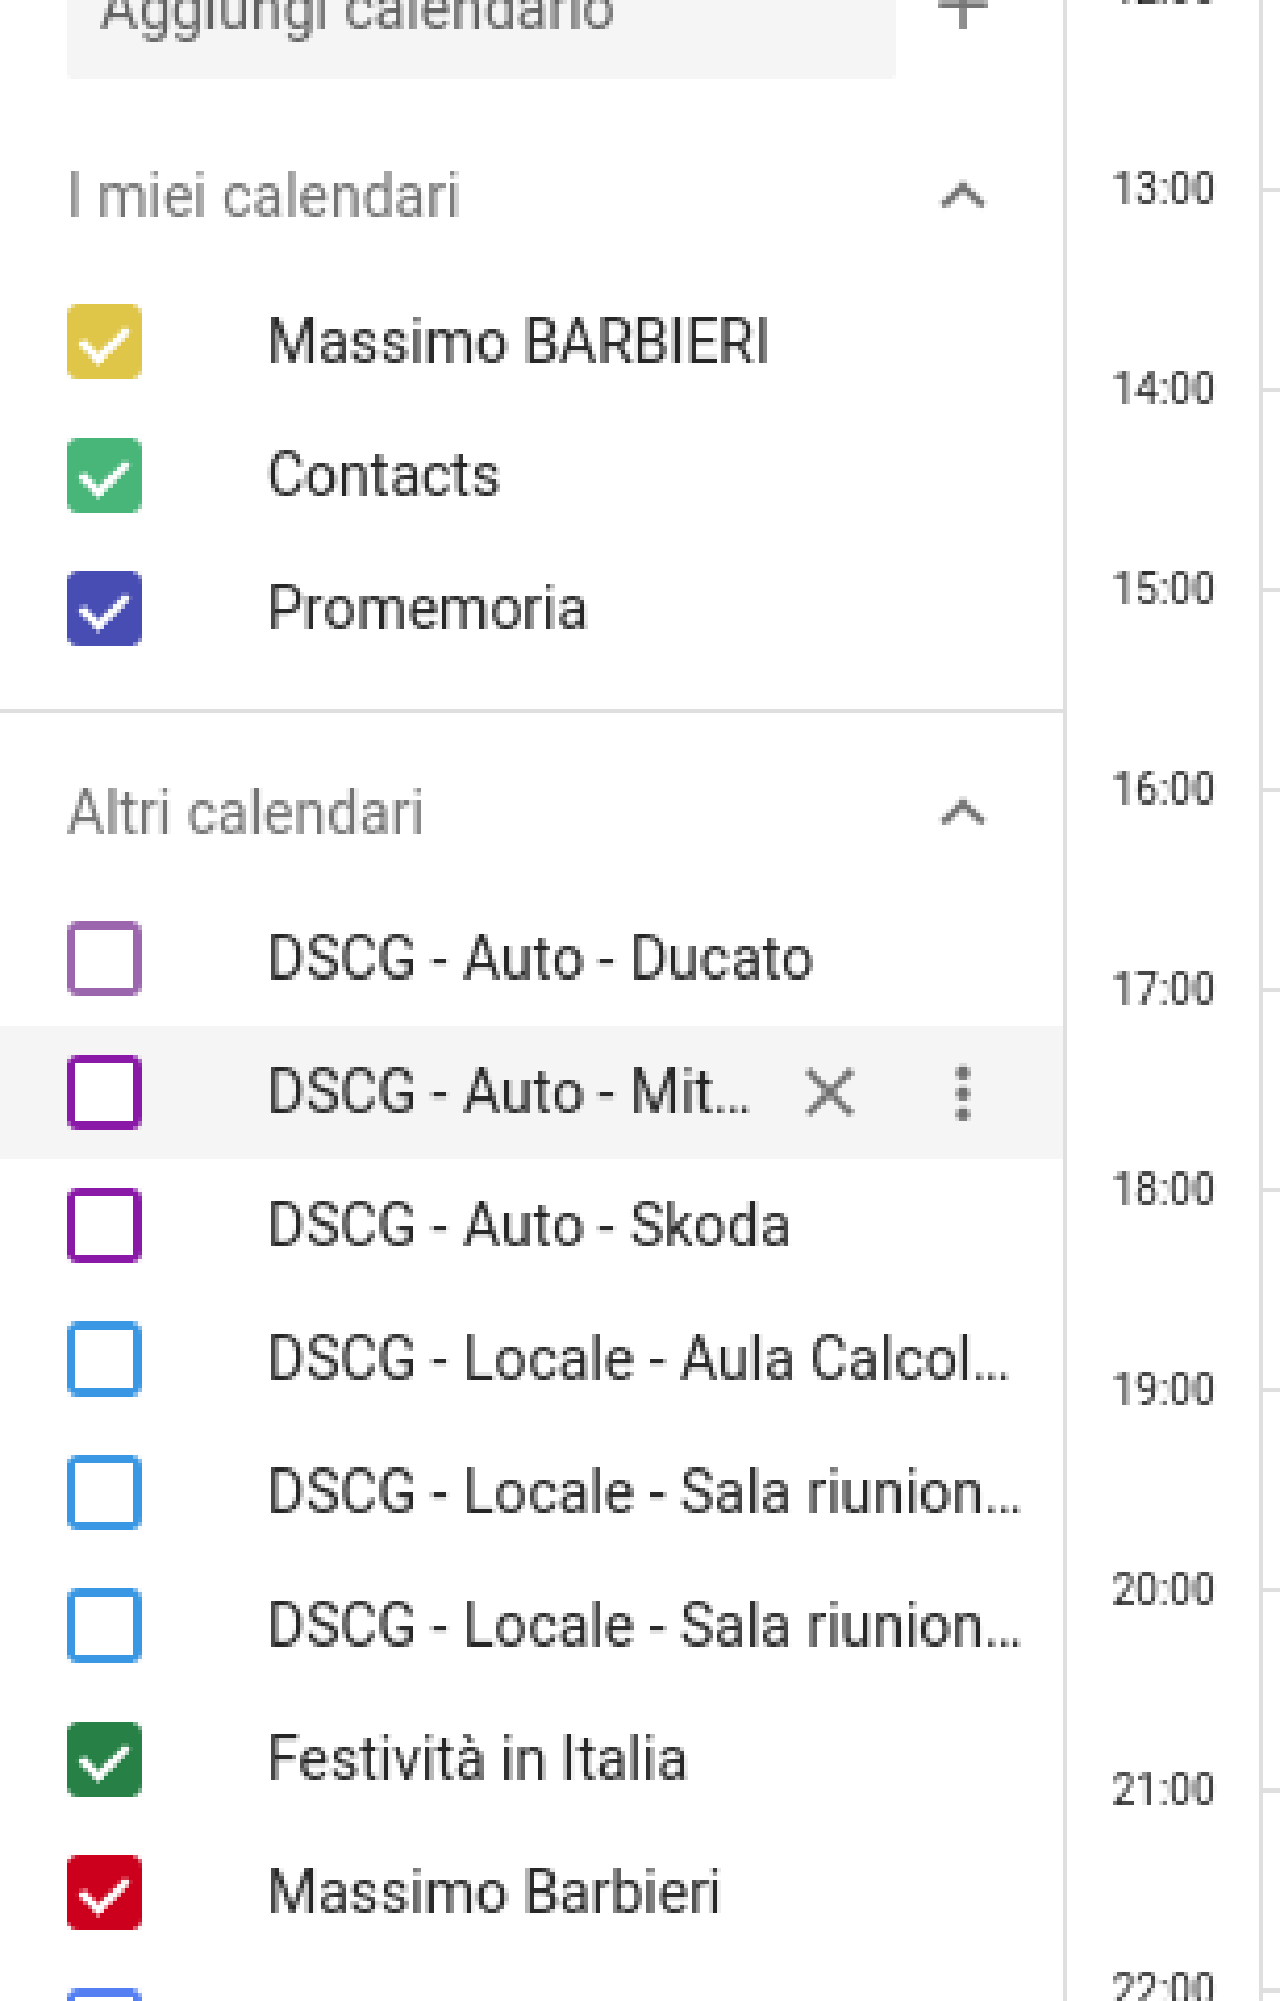 Aggiungi calendario
I miei calendari
Massimo BARBIERI
Contacts
Promemoria
Altri calendari
DSCG - Auto - Ducato
DSCG - Auto - Mit...
DSCG - Auto - Skoda
DSCG - Locale - Aula Calcol...
DSCG - Locale - Sala riunion...
DSCG - Locale - Sala riunion...
Festività in Italia
Massimo Barbieri
12:00
13:00
14:00
15:00
16:00
17:00
18:00
19:00
20:00
21:00
22:00